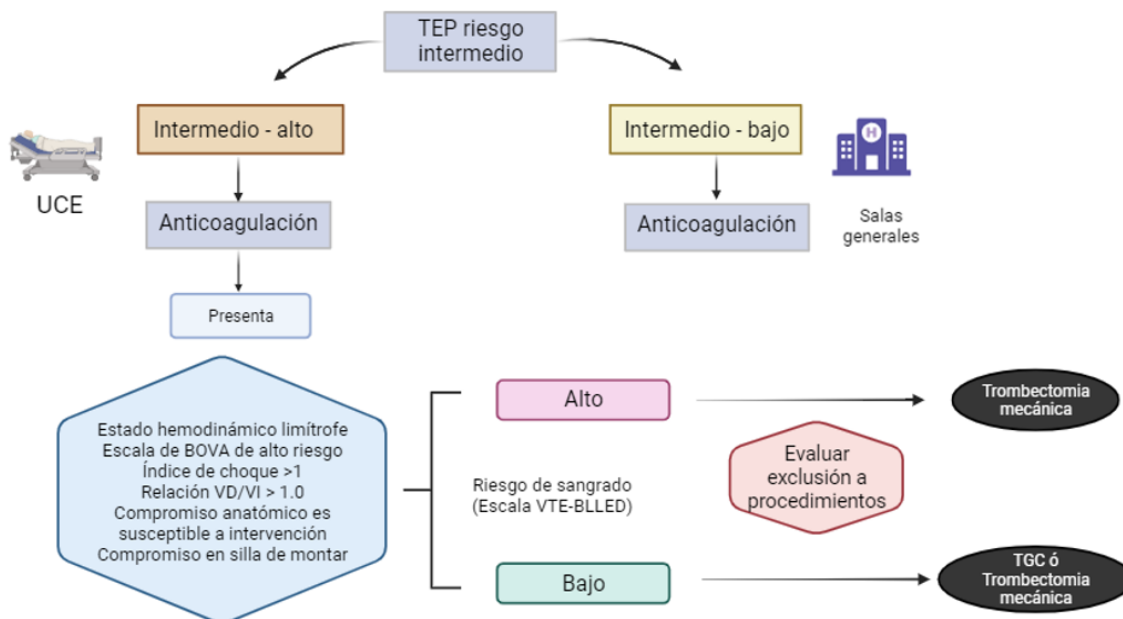 TEP riesgo
intermedio
Intermedio - alto
Intermedio - bajo
H
UCE
Anticoagulación
Anticoagulación
Salas
generales
Presenta
Estado hemodinámico limítrofe
Escala de BOVA de alto riesgo
Índice de choque >1
Relación VD/VI > 1.0
Compromiso anatómico es
susceptible a intervención
Compromiso en silla de montar
Alto
Trombectomia
mecánica
Riesgo de sangrado
(Escala VTE-BLLED)
Evaluar
exclusión a
procedimientos
Bajo
TGC ó
Trombectomia
mecánica